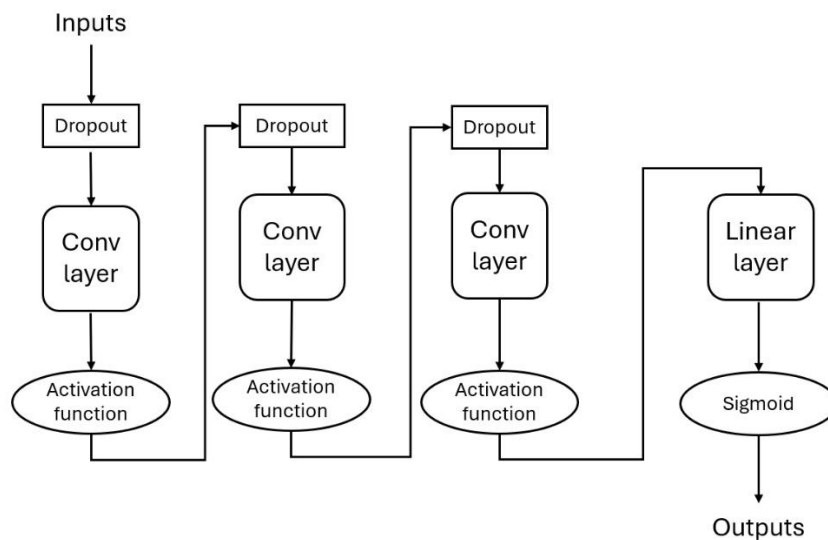 Inputs
Dropout
Conv
layer
Activation
function
Dropout
Conv
layer
Activation
function
Dropout
Conv
layer
Activation
function
Linear
layer
Sigmoid
Outputs